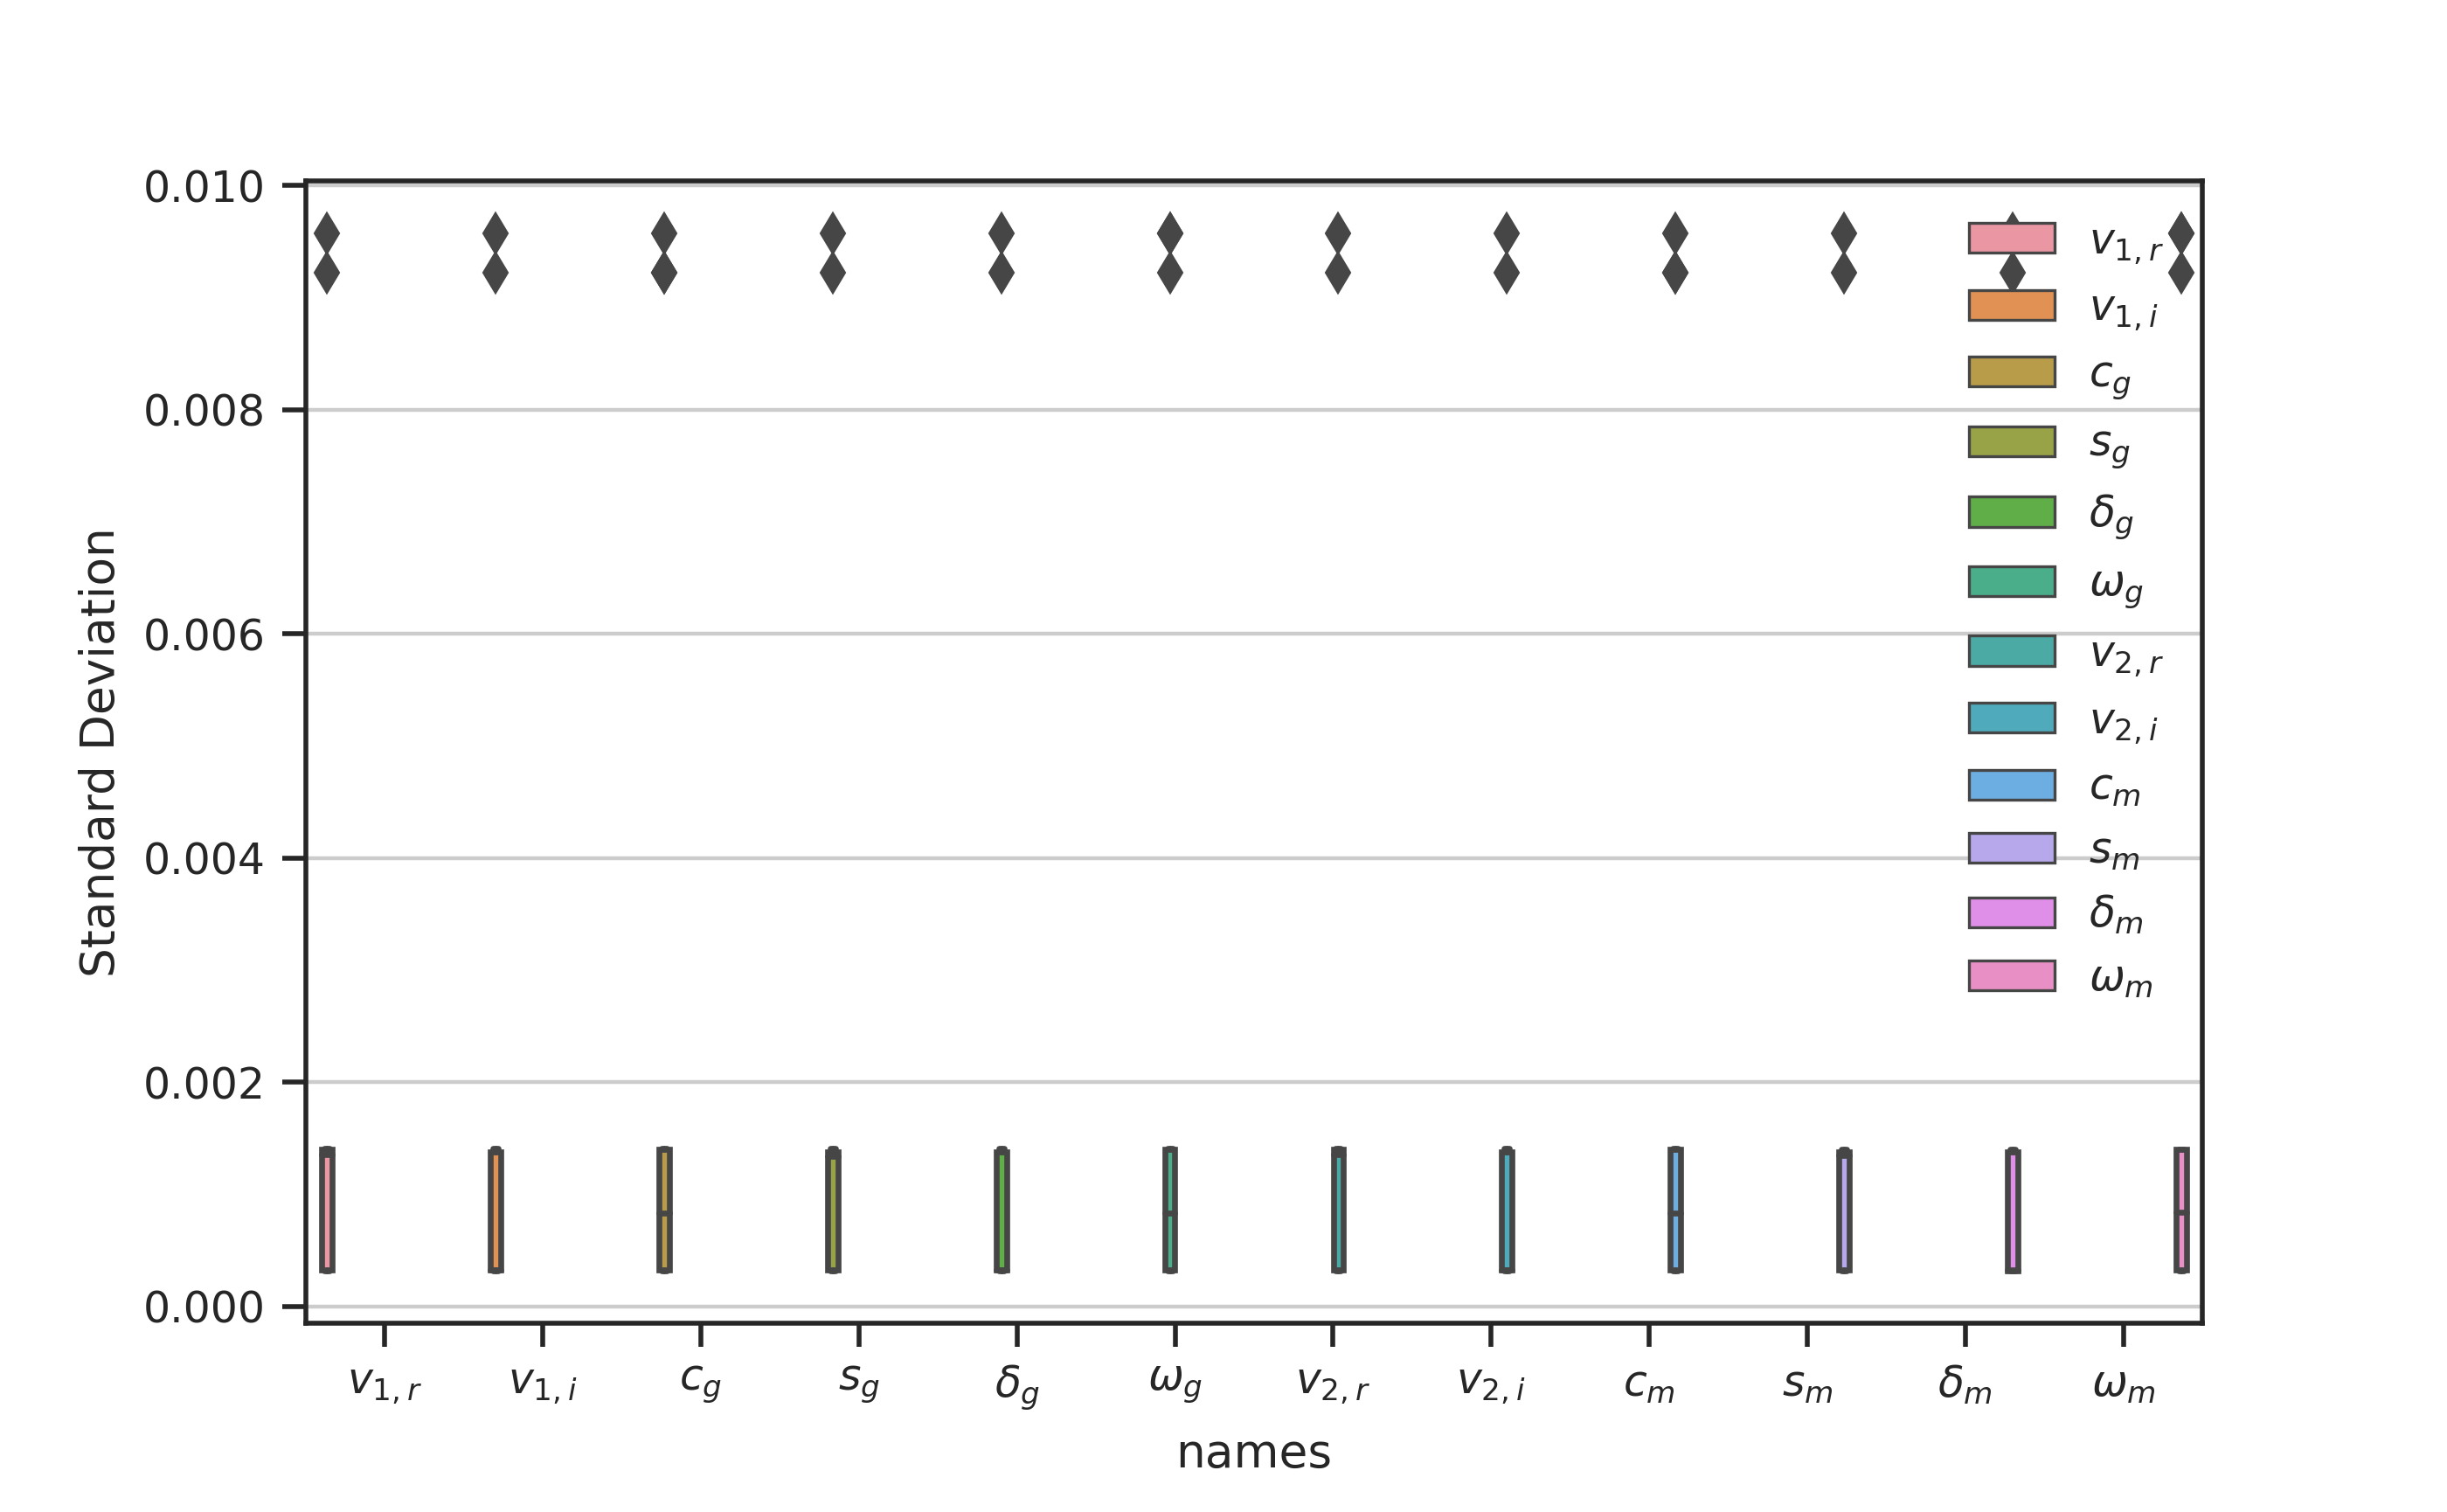 0.010
0.008
0.006
0.004
0.002
0.000
Standard Deviation
v1,r
v1,i
cg
sg
δg
ωg
v2,r
v2,i
cm
sm
δm
ωm
v1,r v1,i cg sg δg ωg v2,r v2,i cm sm δm ωm
names